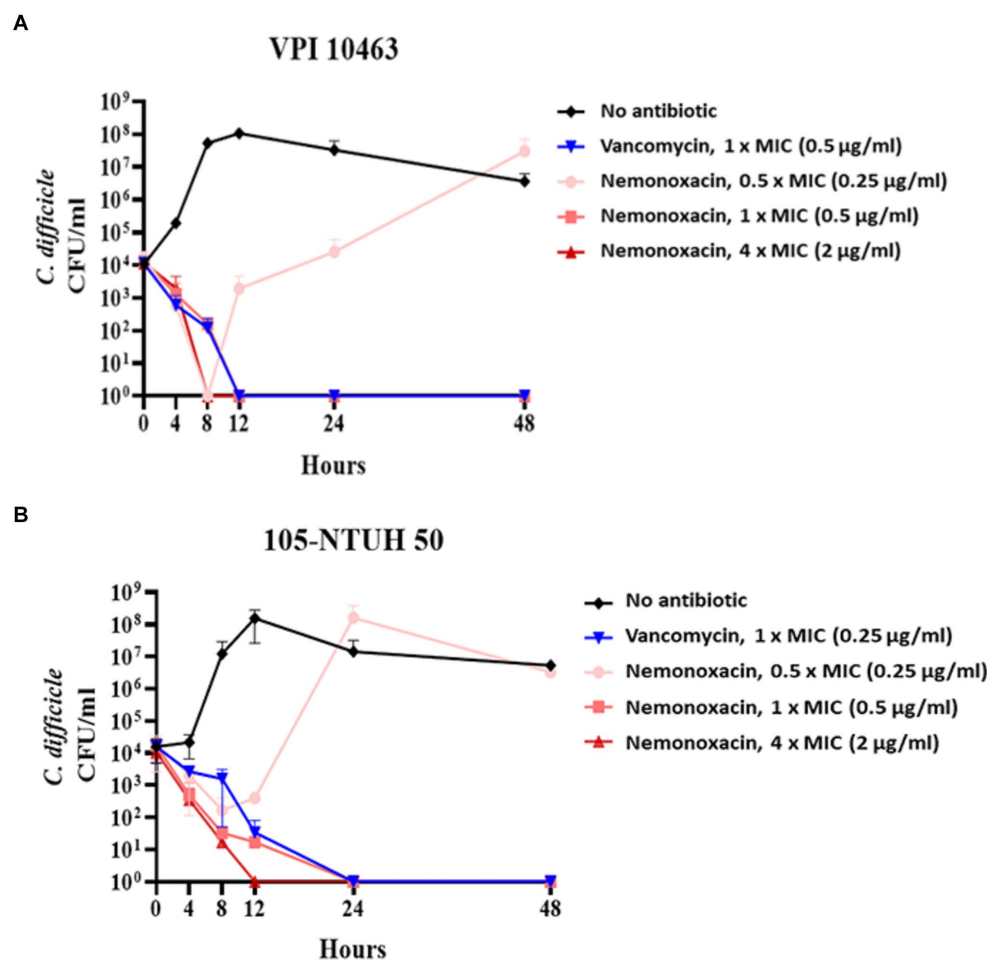 A
VPI 10463
10⁹
10⁸
10⁷
10⁶
10⁵
10⁴
10³
10²
10¹
10⁰
C. difficicle
CFU/ml
0 4 8 12 24 48
Hours
No antibiotic
Vancomycin, 1 x MIC (0.5 µg/ml)
Nemonoxacin, 0.5 x MIC (0.25 µg/ml)
Nemonoxacin, 1 x MIC (0.5 µg/ml)
Nemonoxacin, 4 x MIC (2 µg/ml)
B
105-NTUH 50
10⁹
10⁸
10⁷
10⁶
10⁵
10⁴
10³
10²
10¹
10⁰
C. difficicle
CFU/ml
0 4 8 12 24 48
Hours
No antibiotic
Vancomycin, 1 x MIC (0.25 µg/ml)
Nemonoxacin, 0.5 x MIC (0.25 µg/ml)
Nemonoxacin, 1 x MIC (0.5 µg/ml)
Nemonoxacin, 4 x MIC (2 µg/ml)